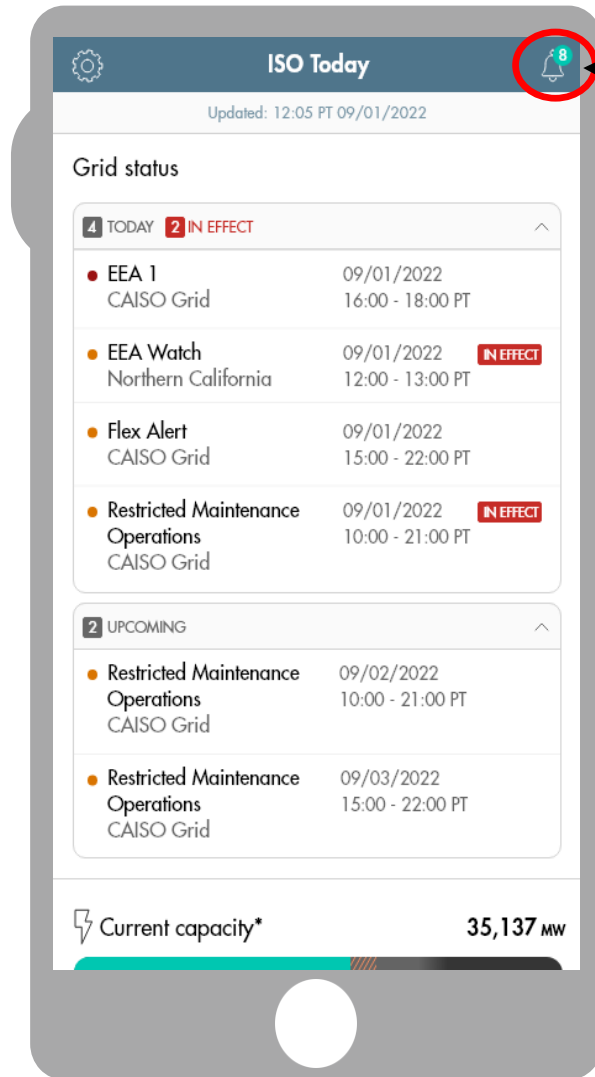 ISO Today
8
Updated: 12:05 PT 09/01/2022
Grid status
4 TODAY 2 IN EFFECT
EEA 1 09/01/2022
CAISO Grid 16:00 - 18:00 PT
EEA Watch 09/01/2022 IN EFFECT
Northern California 12:00 - 13:00 PT
Flex Alert 09/01/2022
CAISO Grid 15:00 - 22:00 PT
Restricted Maintenance 09/01/2022 IN EFFECT
Operations 10:00 - 21:00 PT
CAISO Grid
2 UPCOMING
Restricted Maintenance 09/02/2022
Operations 10:00 - 21:00 PT
CAISO Grid
Restricted Maintenance 09/03/2022
Operations 15:00 - 22:00 PT
CAISO Grid
Current capacity* 35,137 MW